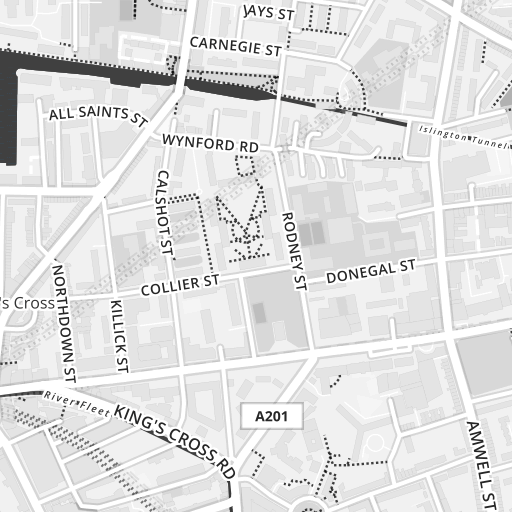 JAYS ST
CARNEGIE ST
ALL SAINTS ST
WYNFORD RD
Islington Tunnel
CALSHOT ST
RODNEY ST
DONEGAL ST
COLLIER ST
's Cross
NORTHDOWN ST
KILLICK ST
River Fleet
KING'S CROSS RD
A201
AMWELL ST